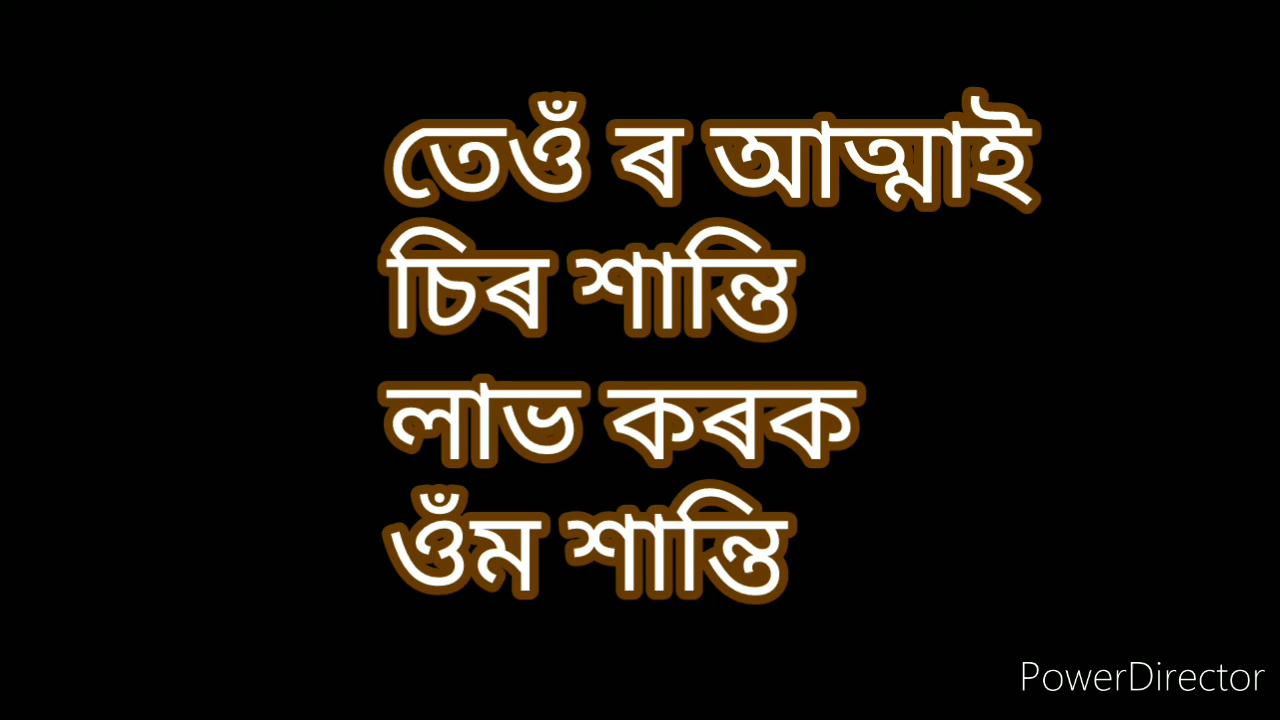 তেওঁ ৰ আত্মাই
চিৰ শান্তি
লাভ কৰক
ওঁম শান্তি
PowerDirector